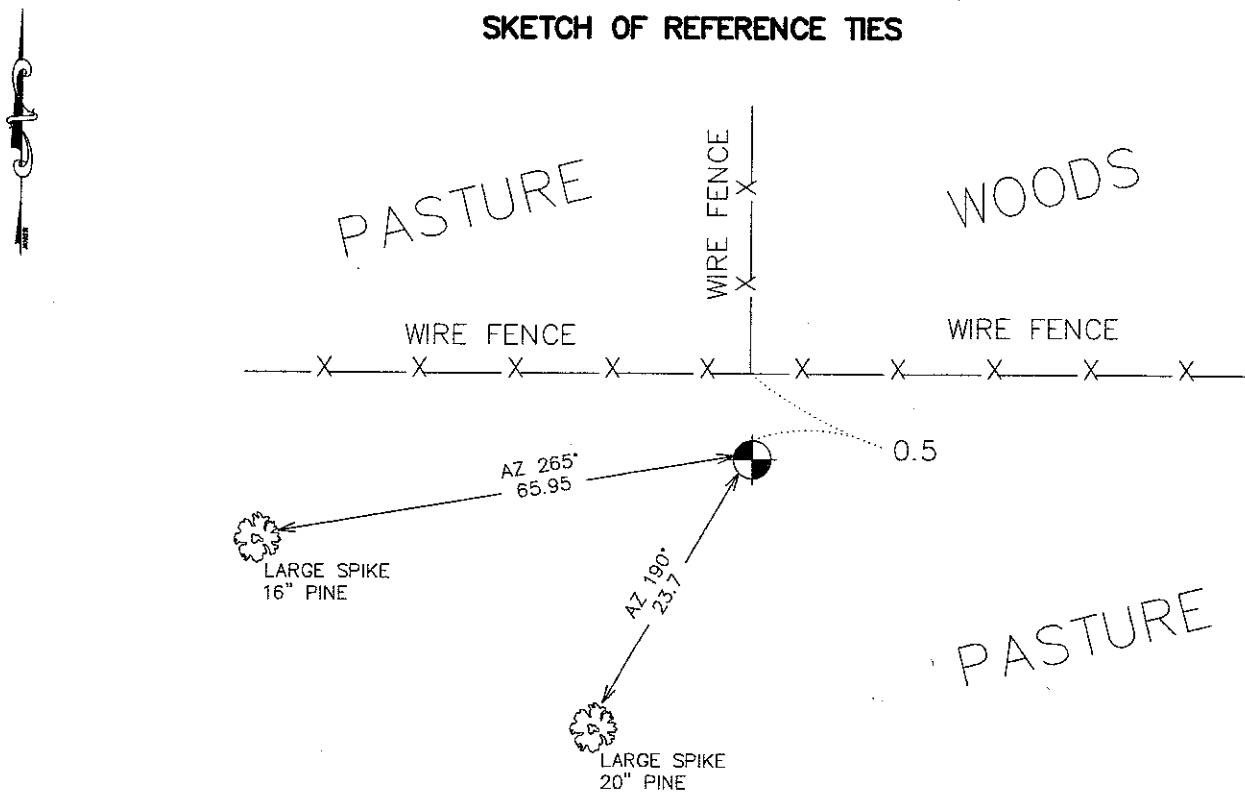 SKETCH OF REFERENCE TIES
PASTURE
WIRE FENCE
WOODS
WIRE FENCE
WIRE FENCE
0.5
AZ 265°
65.95
LARGE SPIKE
16" PINE
AZ 190°
23.7
PASTURE
LARGE SPIKE
20" PINE